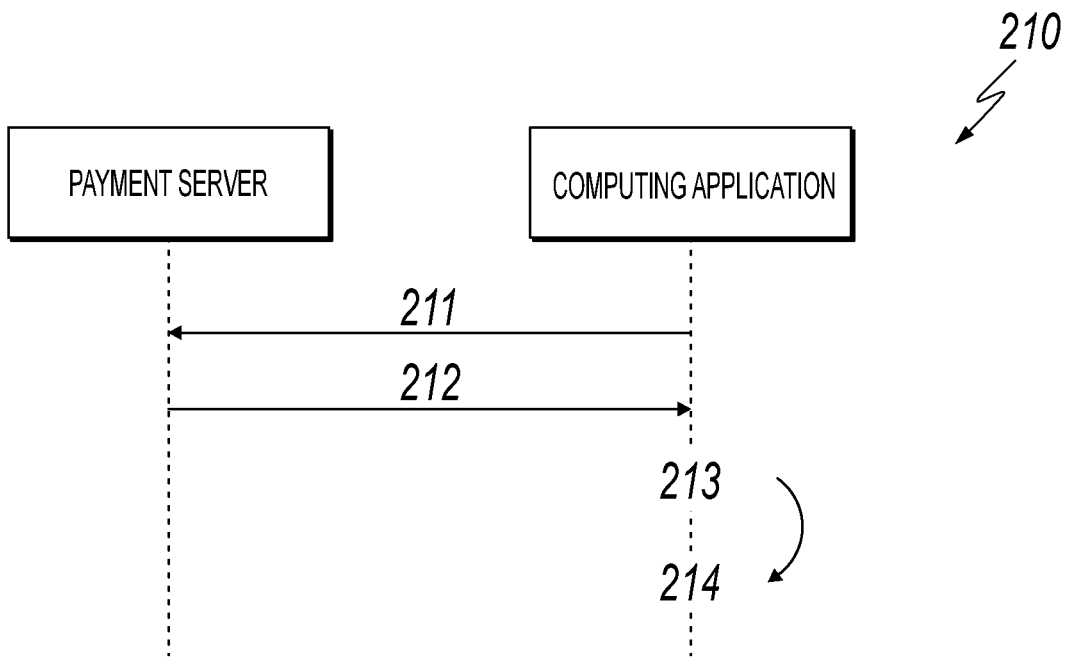 210
PAYMENT SERVER
COMPUTING APPLICATION
211
212
213
214